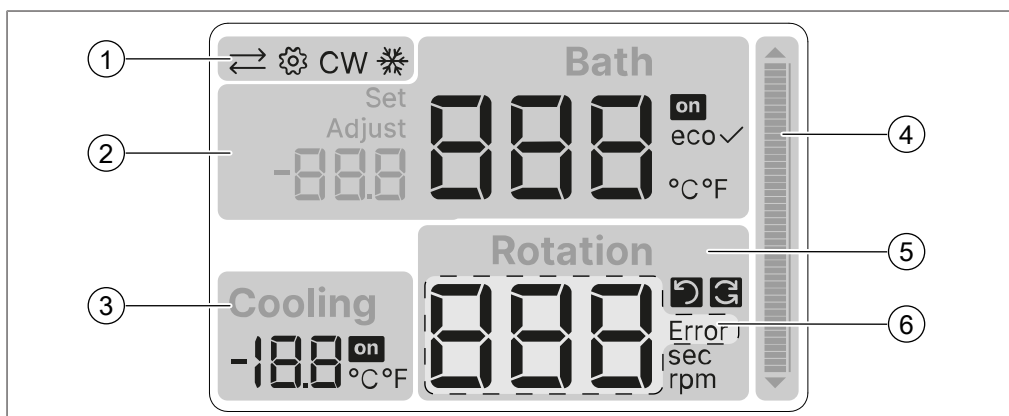 1
CW
Bath
Set
Adjust
-88.8
888
on
eco
°C°F
2
4
Rotation
5
3
Cooling
-18.8
on
°C°F
888
Error
6
sec
rpm